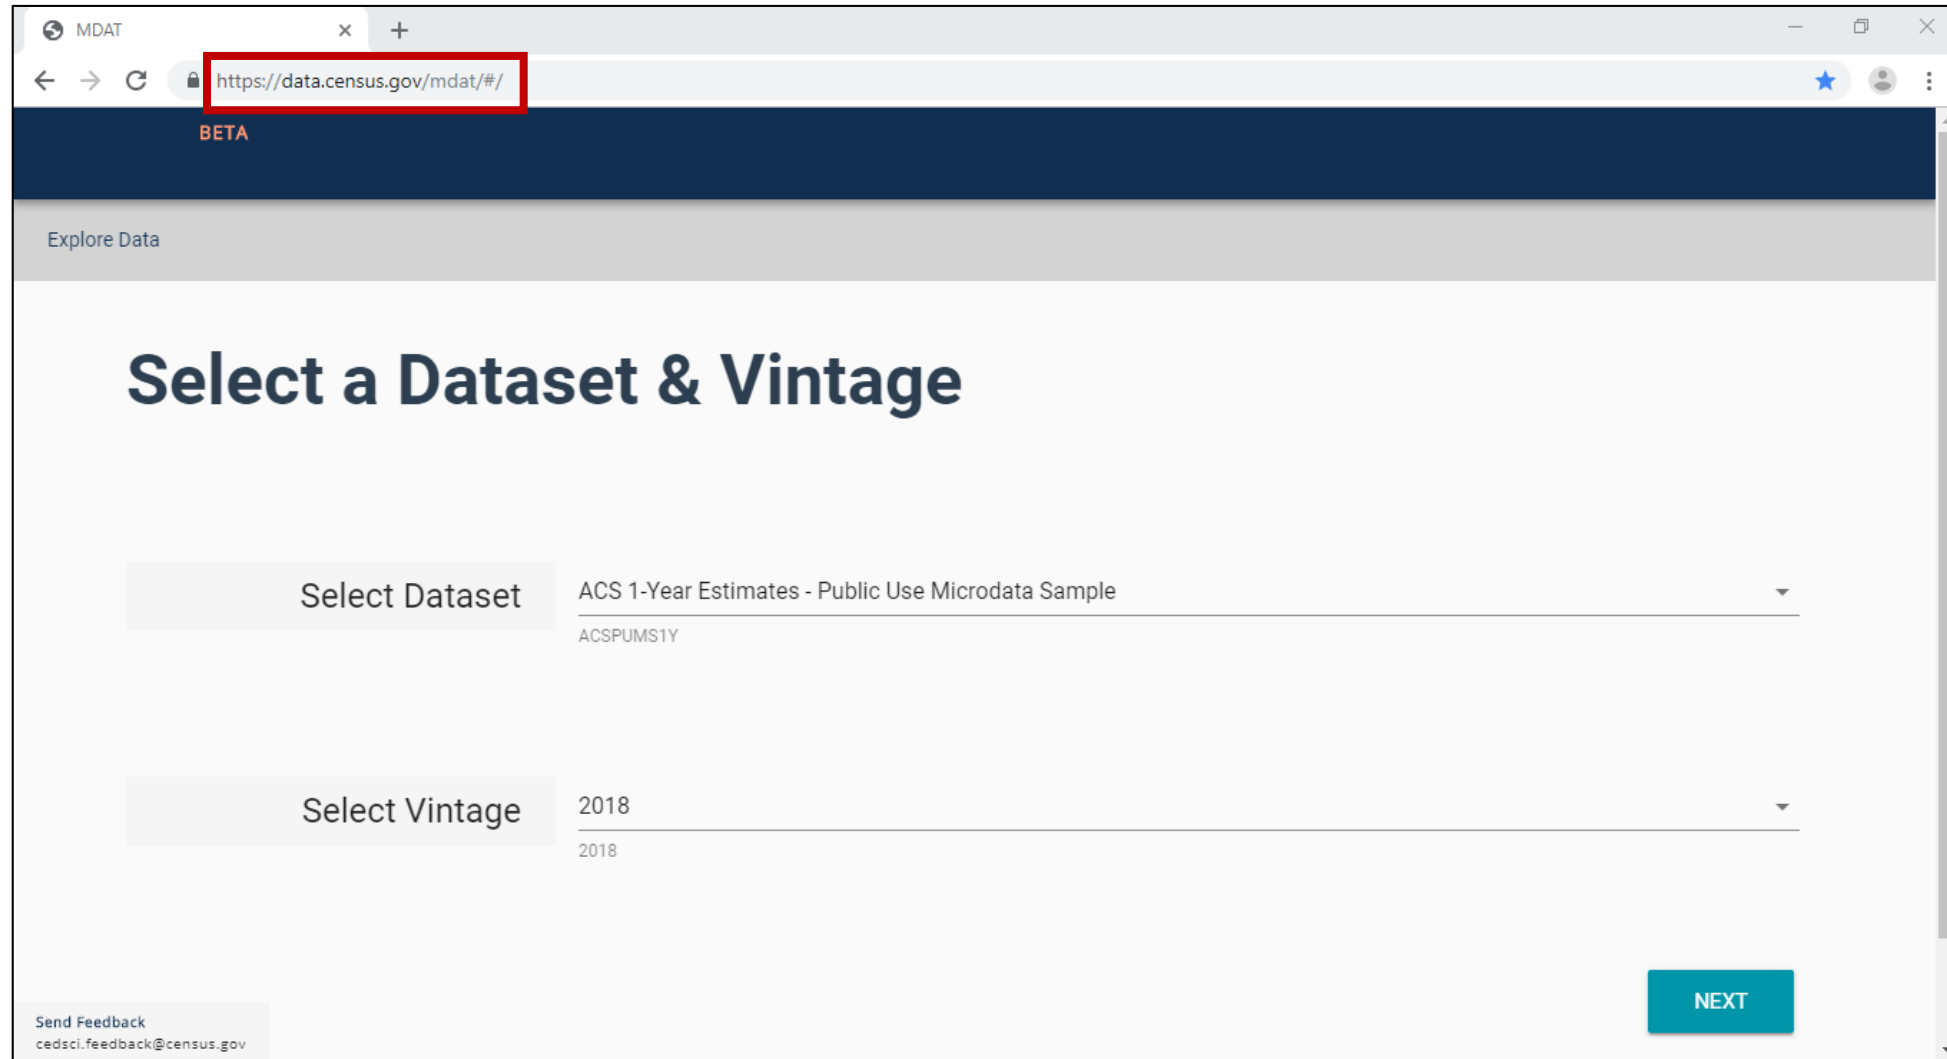 MDAT
https://data.census.gov/mdat/#/
BETA
Explore Data
Select a Dataset & Vintage
Select Dataset
ACS 1-Year Estimates - Public Use Microdata Sample
ACSPUMS1Y
Select Vintage
2018
2018
NEXT
Send Feedback
cedsci.feedback@census.gov